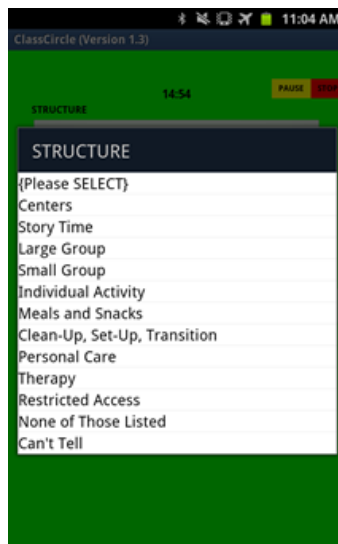 11:04 AM
ClassCircle (Version 1.3)
14:54
PAUSE
STOP
STRUCTURE
STRUCTURE
{Please SELECT}
Centers
Story Time
Large Group
Small Group
Individual Activity
Meals and Snacks
Clean-Up, Set-Up, Transition
Personal Care
Therapy
Restricted Access
None of Those Listed
Can't Tell